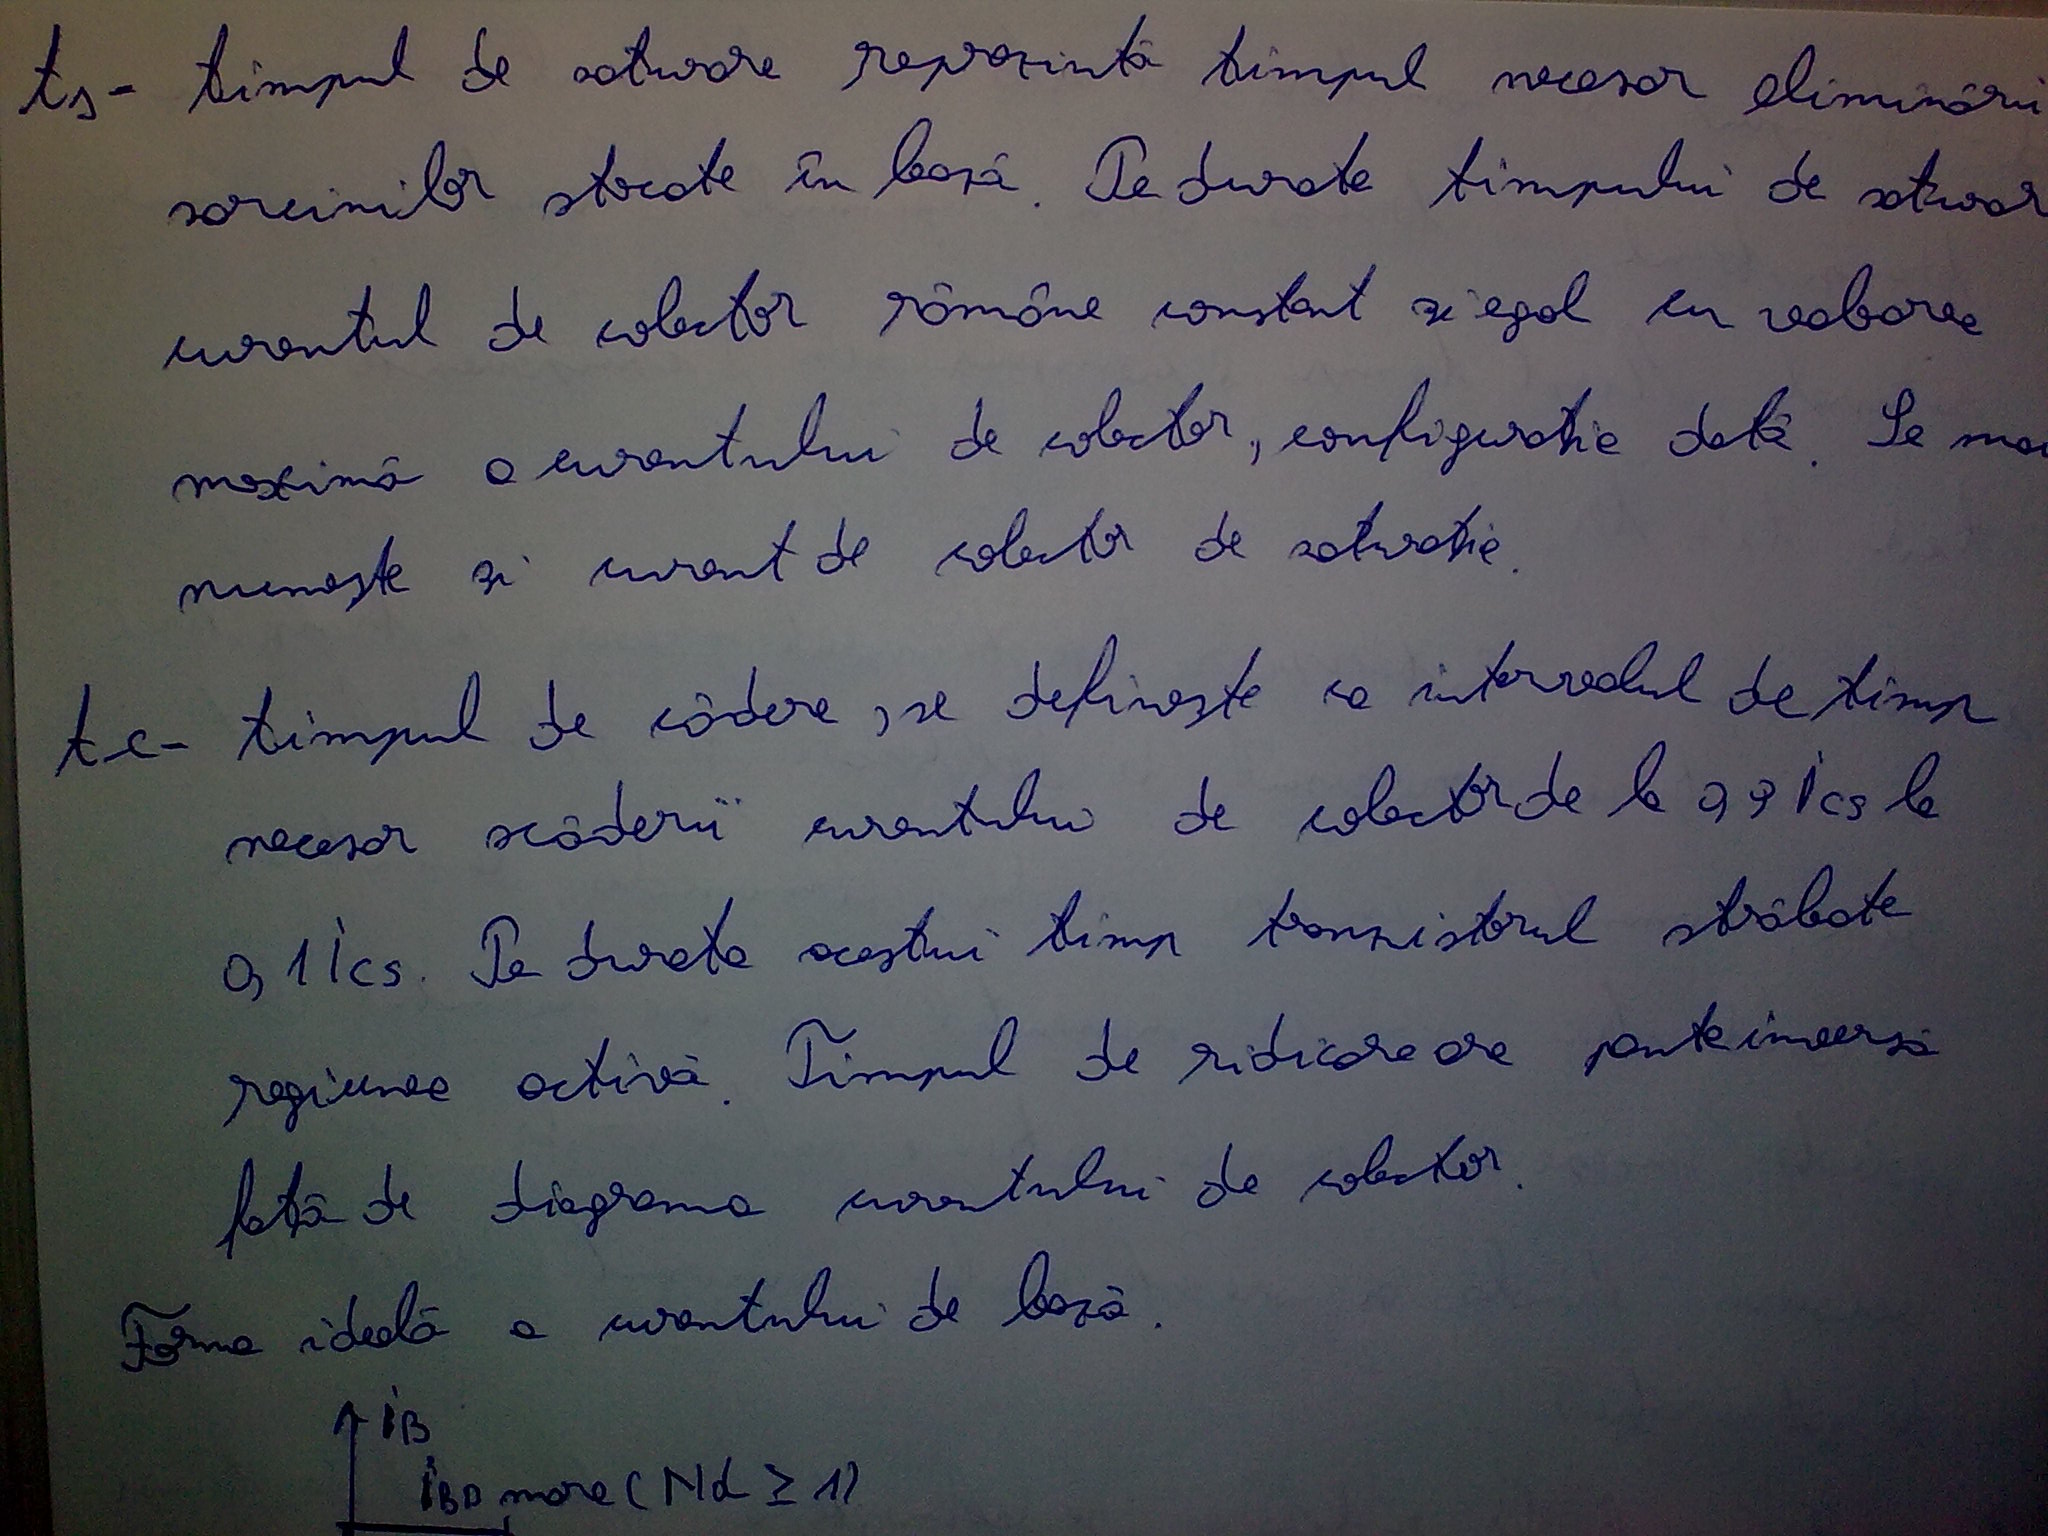 ts - timpul de saturare reprezintă timpul necesar eliminării
sarcinilor stocate în bază. Pe durate timpului de saturar
curentul de colector rămâne constant și egal cu valoarea
maximă a curentului de colector, configurație dată. Se mai
numește și curent de colector de saturație.
tc - timpul de cădere, se definește ca intervalul de timp
necesar scăderii curentului de colector de la 0,9 ics la
0,1 ics. Pe durata acestui timp tranzistorul străbate
regiunea activă. Timpul de ridicare are pante inversă
față de diagrama curentului de colector.
Forma ideală a curentului de bază.
iB
iBD mare (Nd ≥ 1)